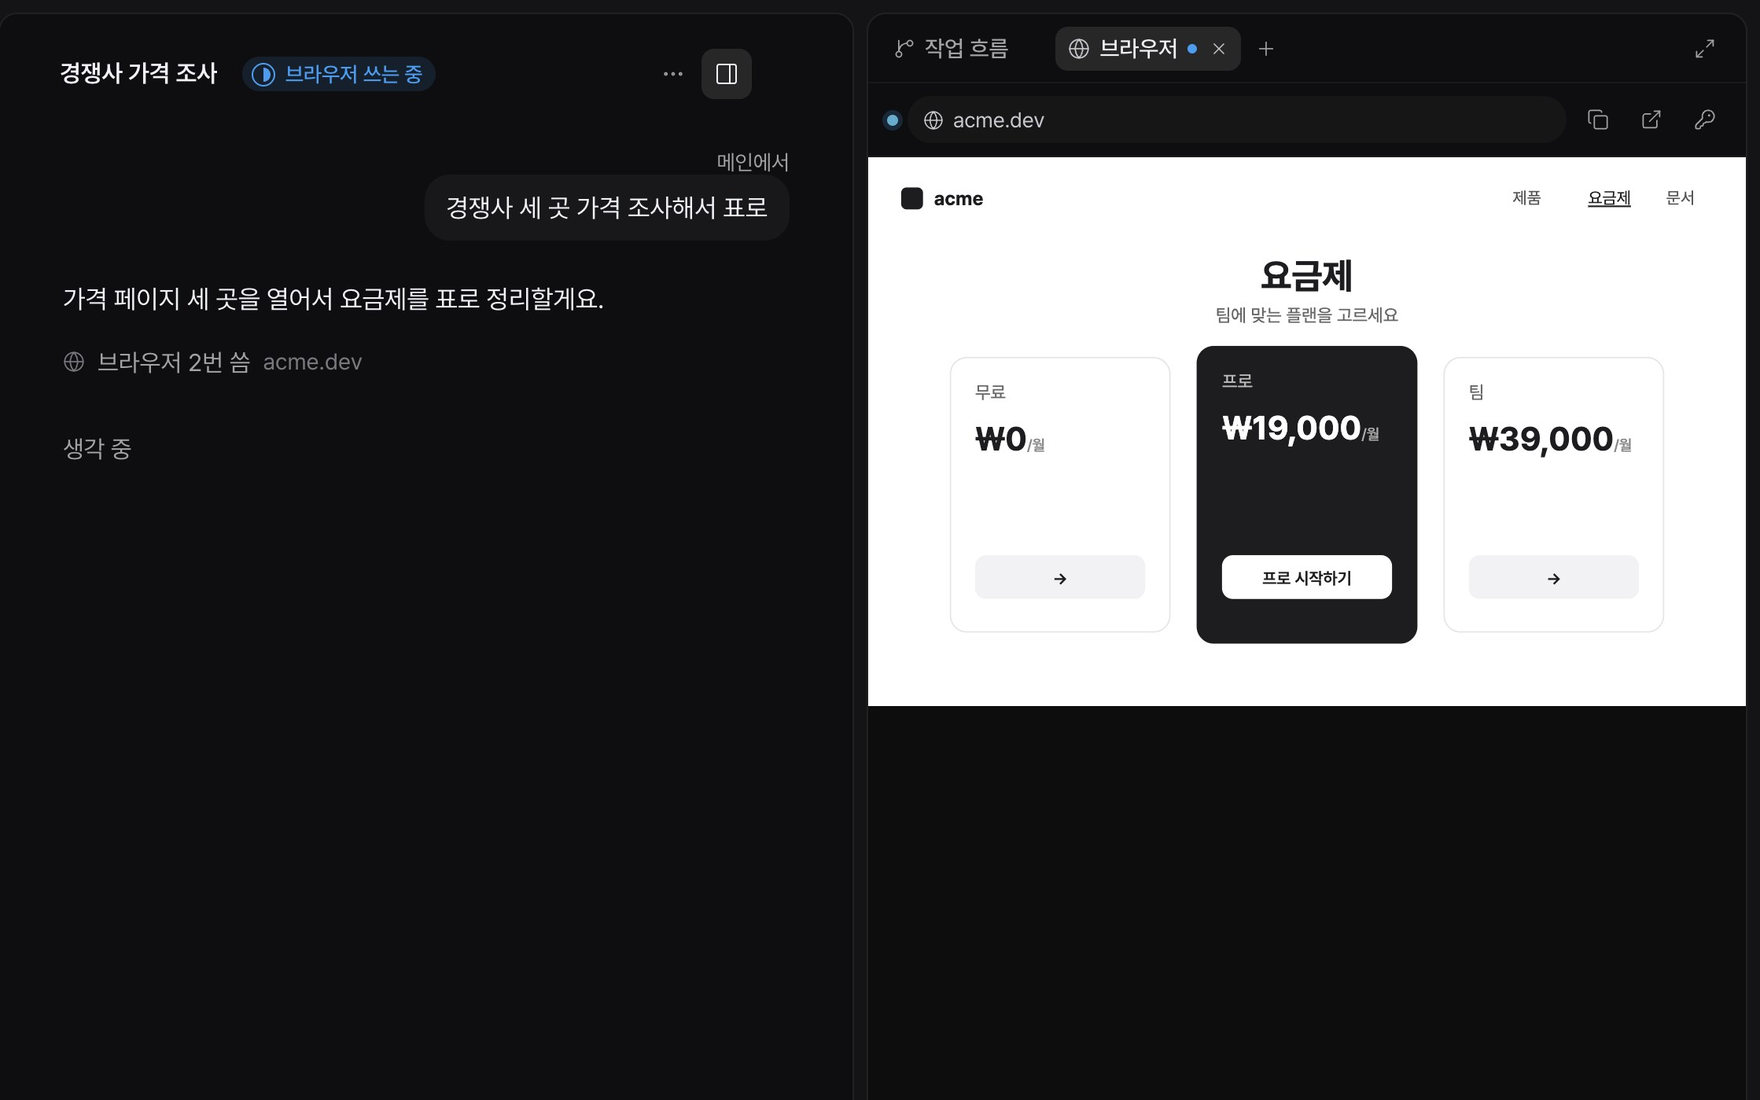 경쟁사 가격 조사
브라우저 쓰는 중
메인에서
경쟁사 세 곳 가격 조사해서 표로
가격 페이지 세 곳을 열어서 요금제를 표로 정리할게요.
브라우저 2번 씀 acme.dev
생각 중
작업 흐름
브라우저
acme.dev
acme
제품
요금제
문서
요금제
팀에 맞는 플랜을 고르세요
무료
₩0/월
프로
₩19,000/월
프로 시작하기
팀
₩39,000/월